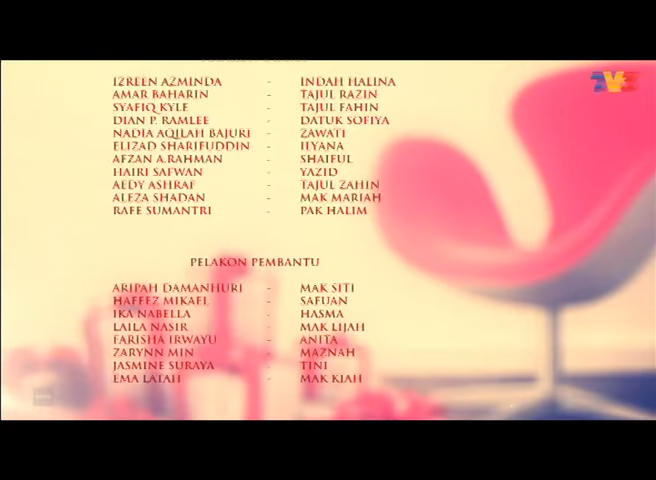 IZREEN AZMINDA - INDAH HALINA
AMAR BAHARIN - TAJUL RAZIN
SYAFIQ KYLE - TAJUL FAHIN
DIAN P. RAMLEE - DATUK SOFIYA
NADIA AQILAH BAJURI - ZAWATI
ELIZAD SHARIFUDDIN - ILYANA
AFZAN A.RAHMAN - SHAIFUL
HAIRI SAFWAN - YAZID
AEDY ASHRAF - TAJUL ZAHIN
ALEZA SHADAN - MAK MARIAH
RAFE SUMANTRI - PAK HALIM
PELAKON PEMBANTU
ARIPAH DAMANHURI - MAK SITI
HAFEEZ MIKAEL - SAFUAN
IKA NABELLA - HASMA
LAILA NASIR - MAK LIJAH
FARISHA IRWAYU - ANITA
ZARYNN MIN - MAZNAH
JASMINE SURAYA - TINI
EMA LATAH - MAK KIAH
TV3